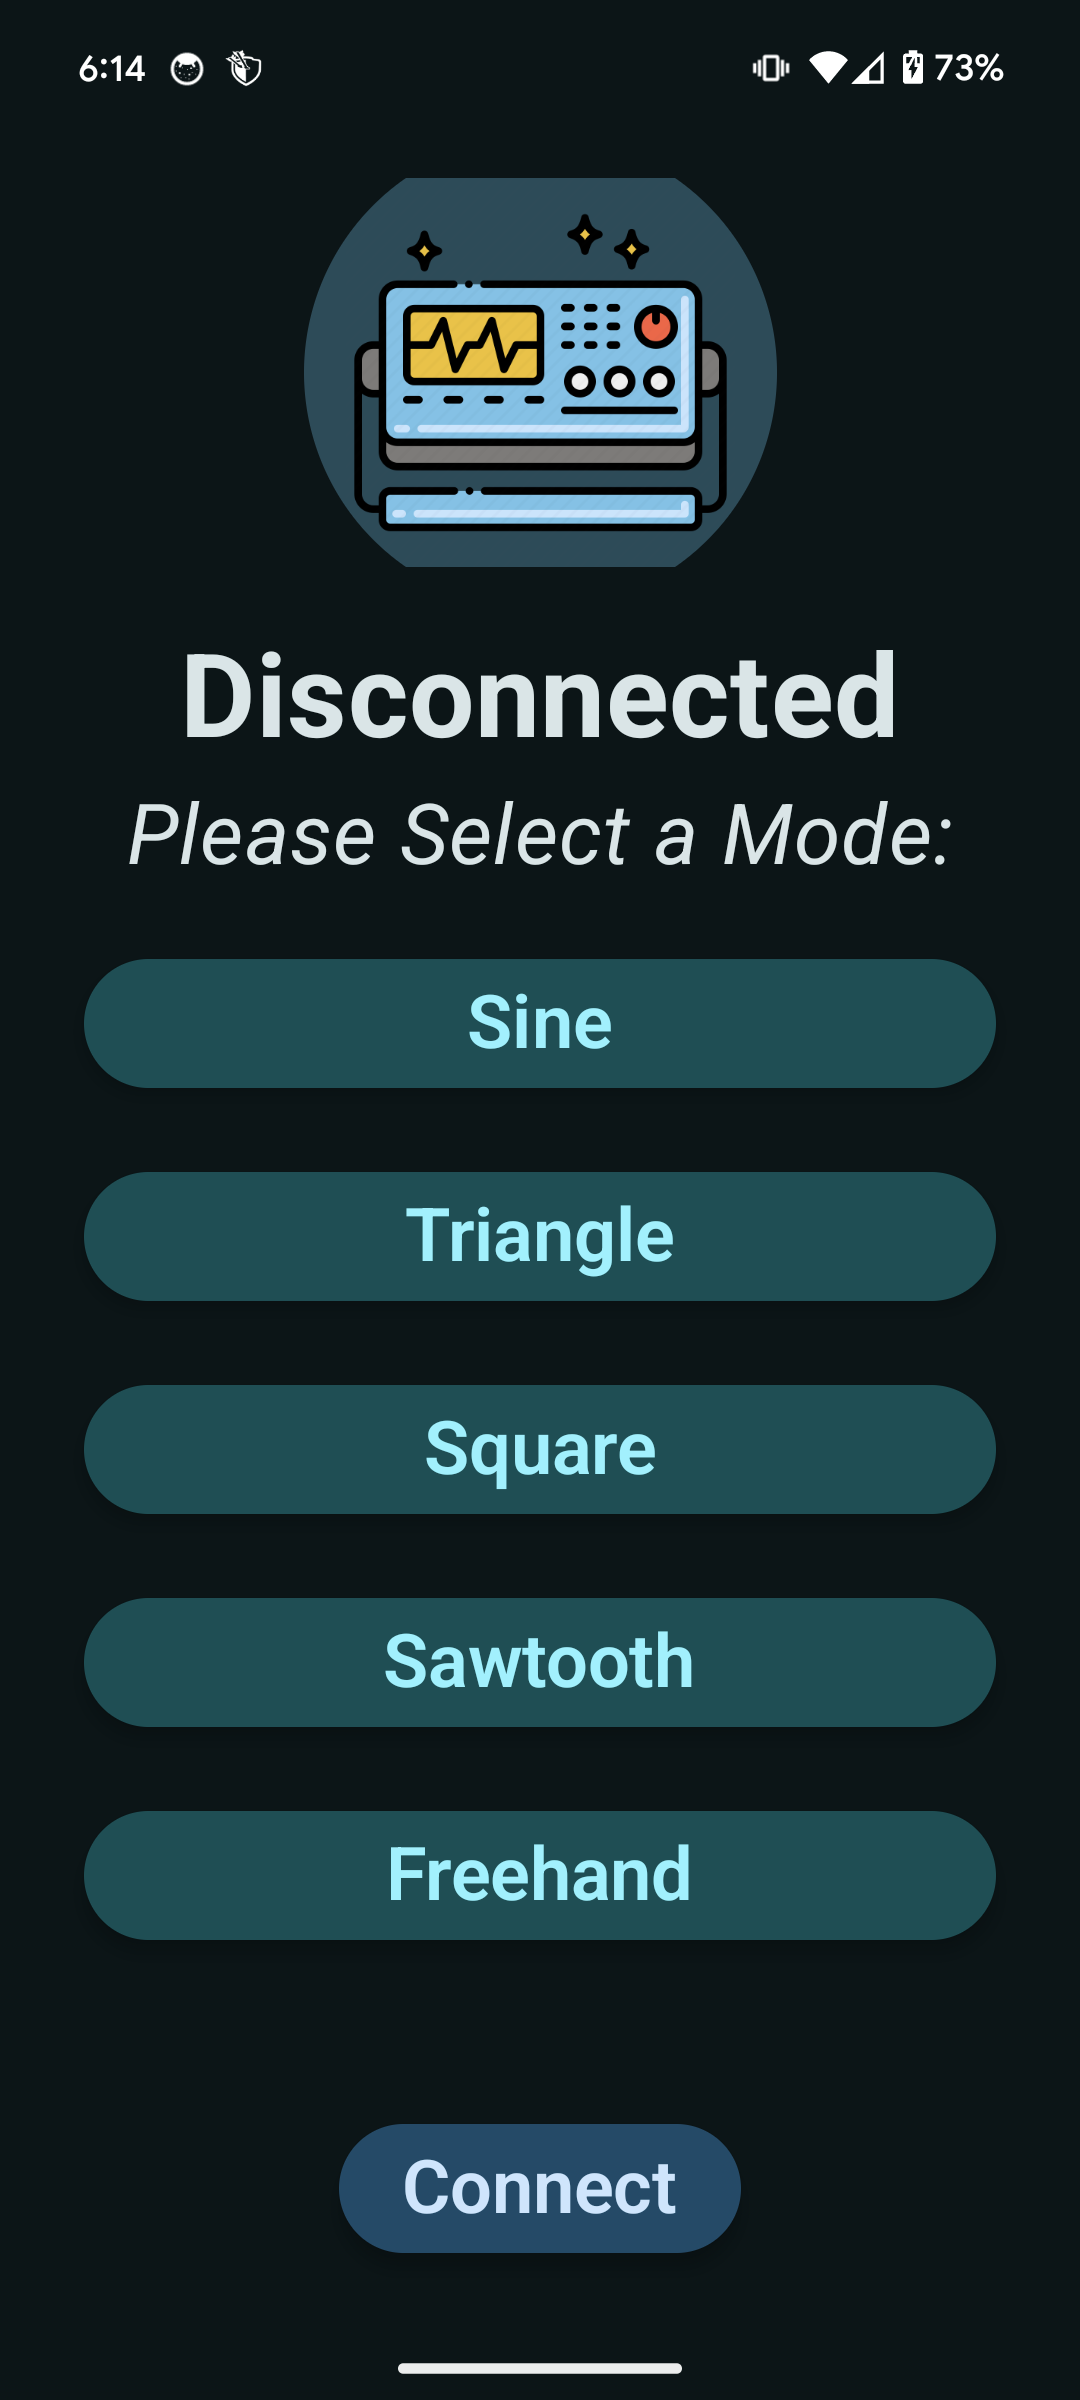 6:14 73%
Disconnected
Please Select a Mode:
Sine
Triangle
Square
Sawtooth
Freehand
Connect